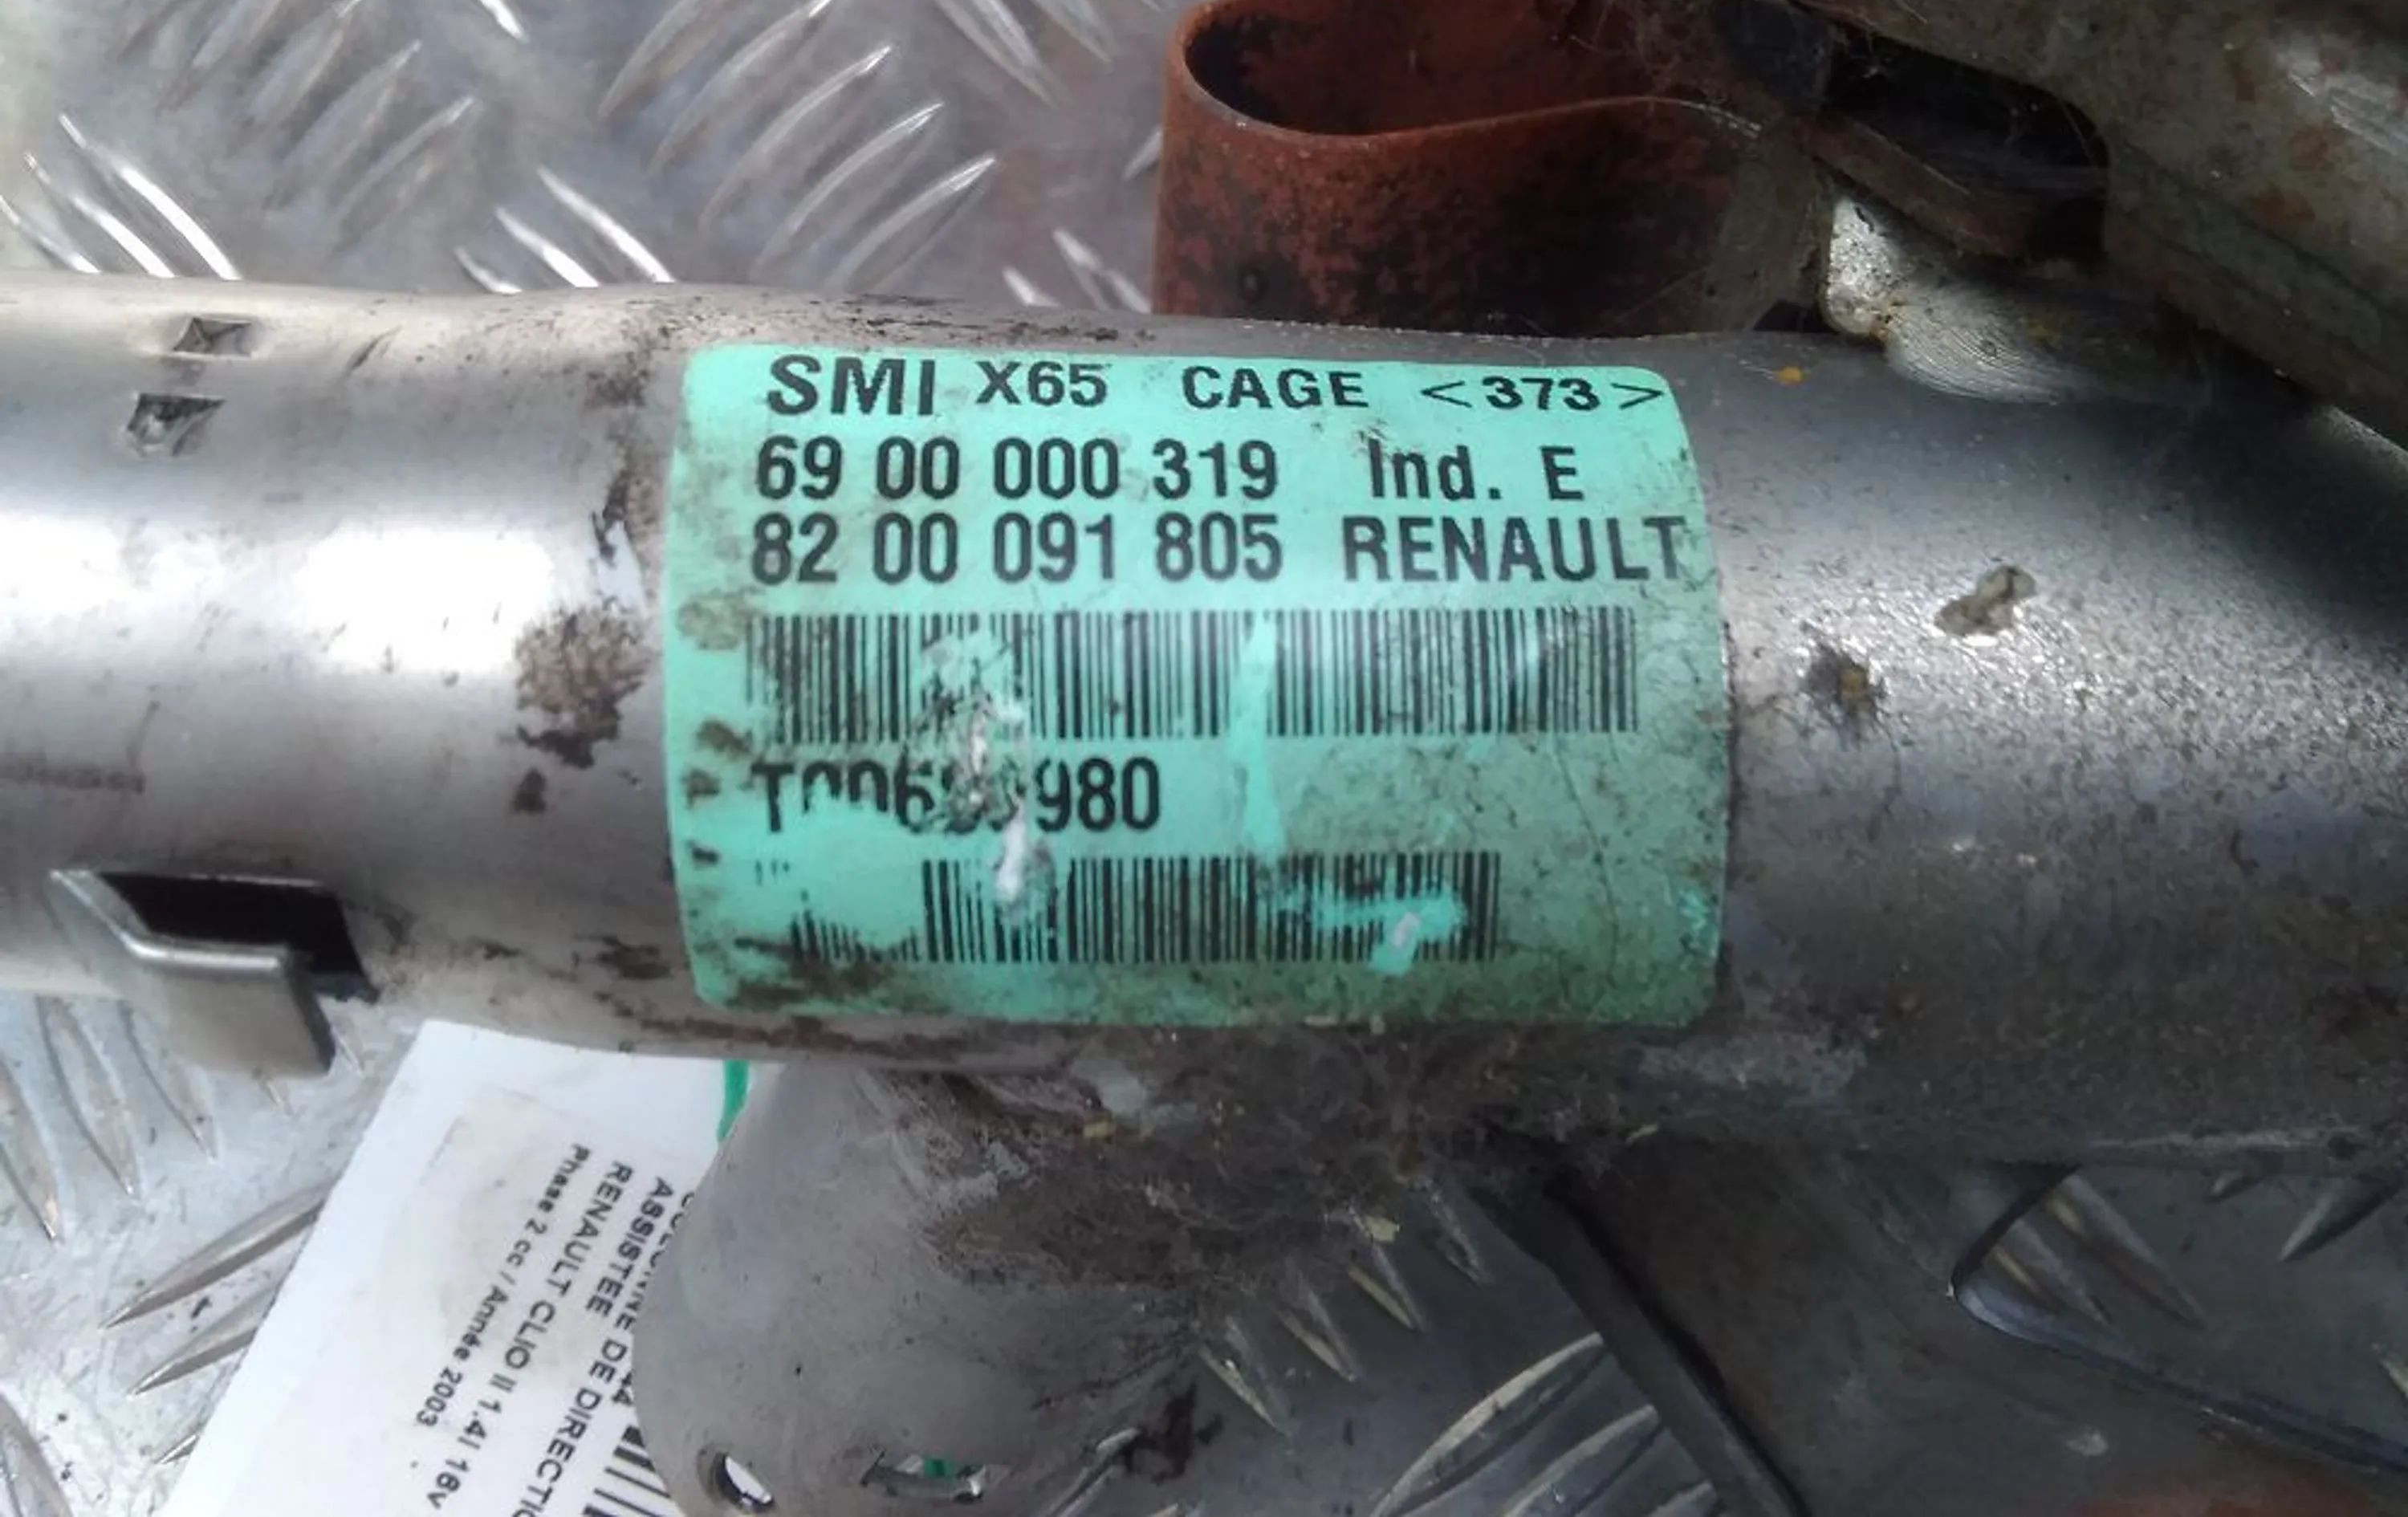 SMI X65 CAGE <373>
69 00 000 319 Ind. E
82 00 091 805 RENAULT
ASSISTEE DE DIRECTIO
RENAULT CLIO II 1.4I 16v
Phase 2 cc / Année 2003